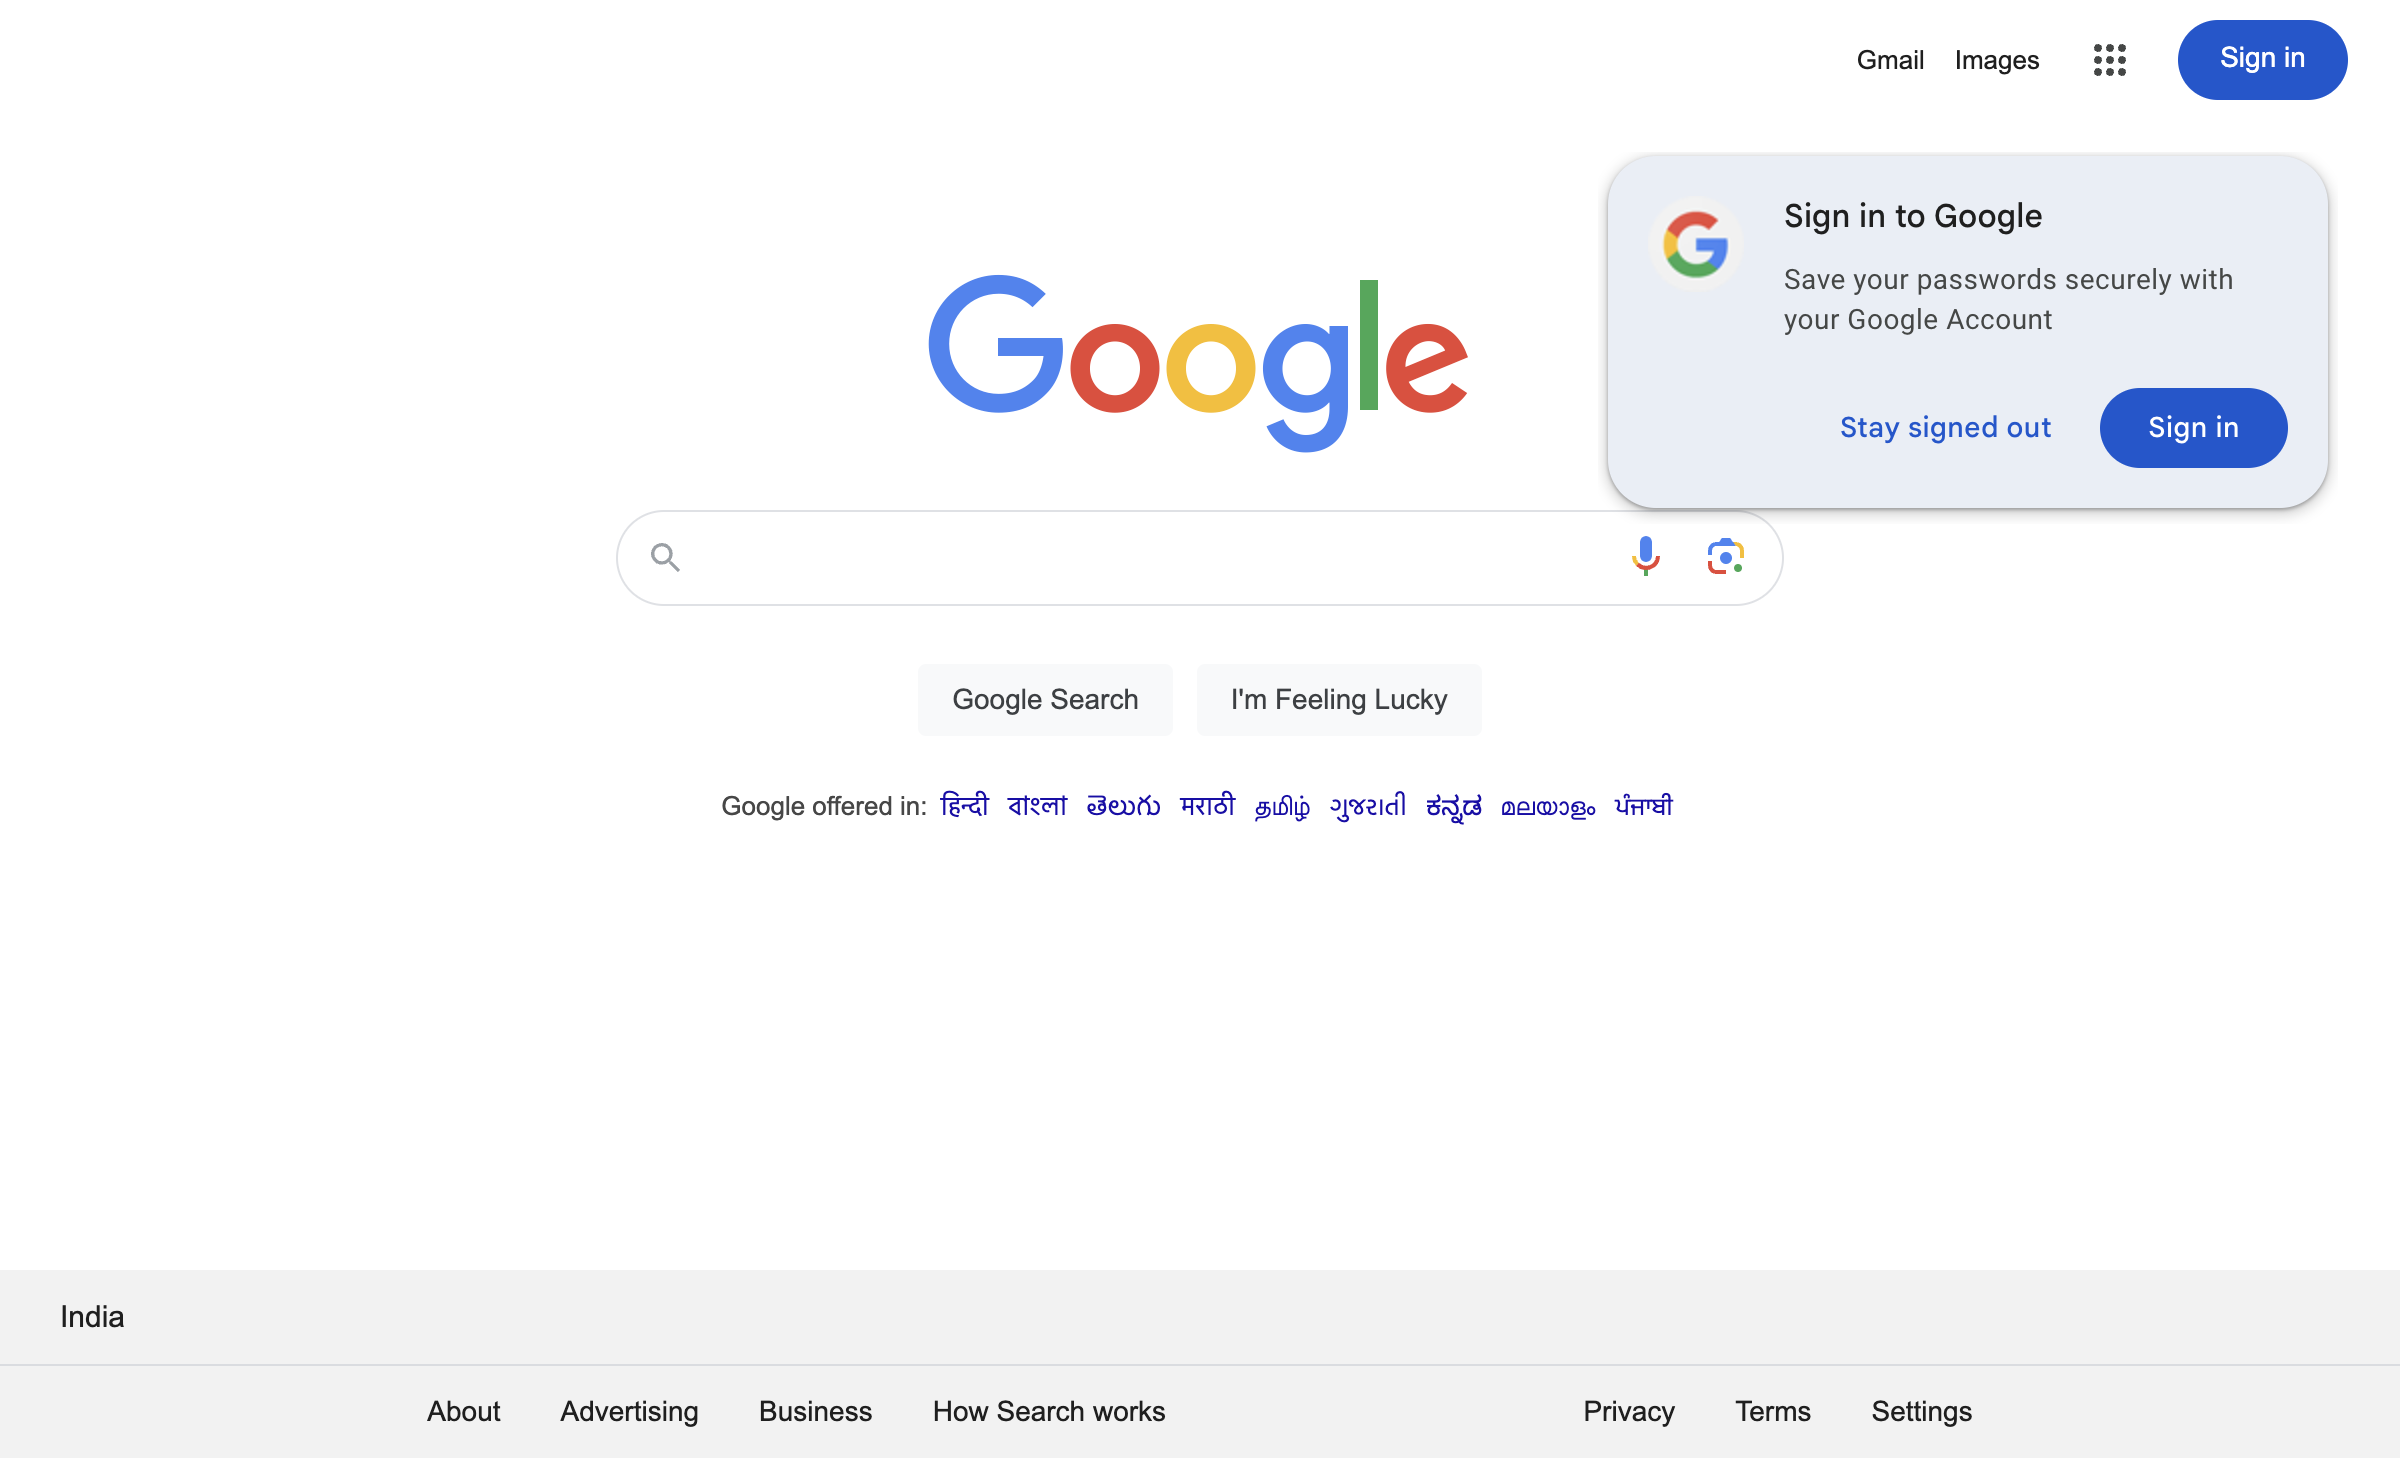 Gmail Images Sign in
Sign in to Google
Save your passwords securely with
your Google Account
Stay signed out Sign in
Google
Google Search I'm Feeling Lucky
Google offered in: हिन्दी বাংলা తెలుగు मराठी தமிழ் ગુજરાતી ಕನ್ನಡ മലയാളം ਪੰਜਾਬੀ
India
About Advertising Business How Search works Privacy Terms Settings